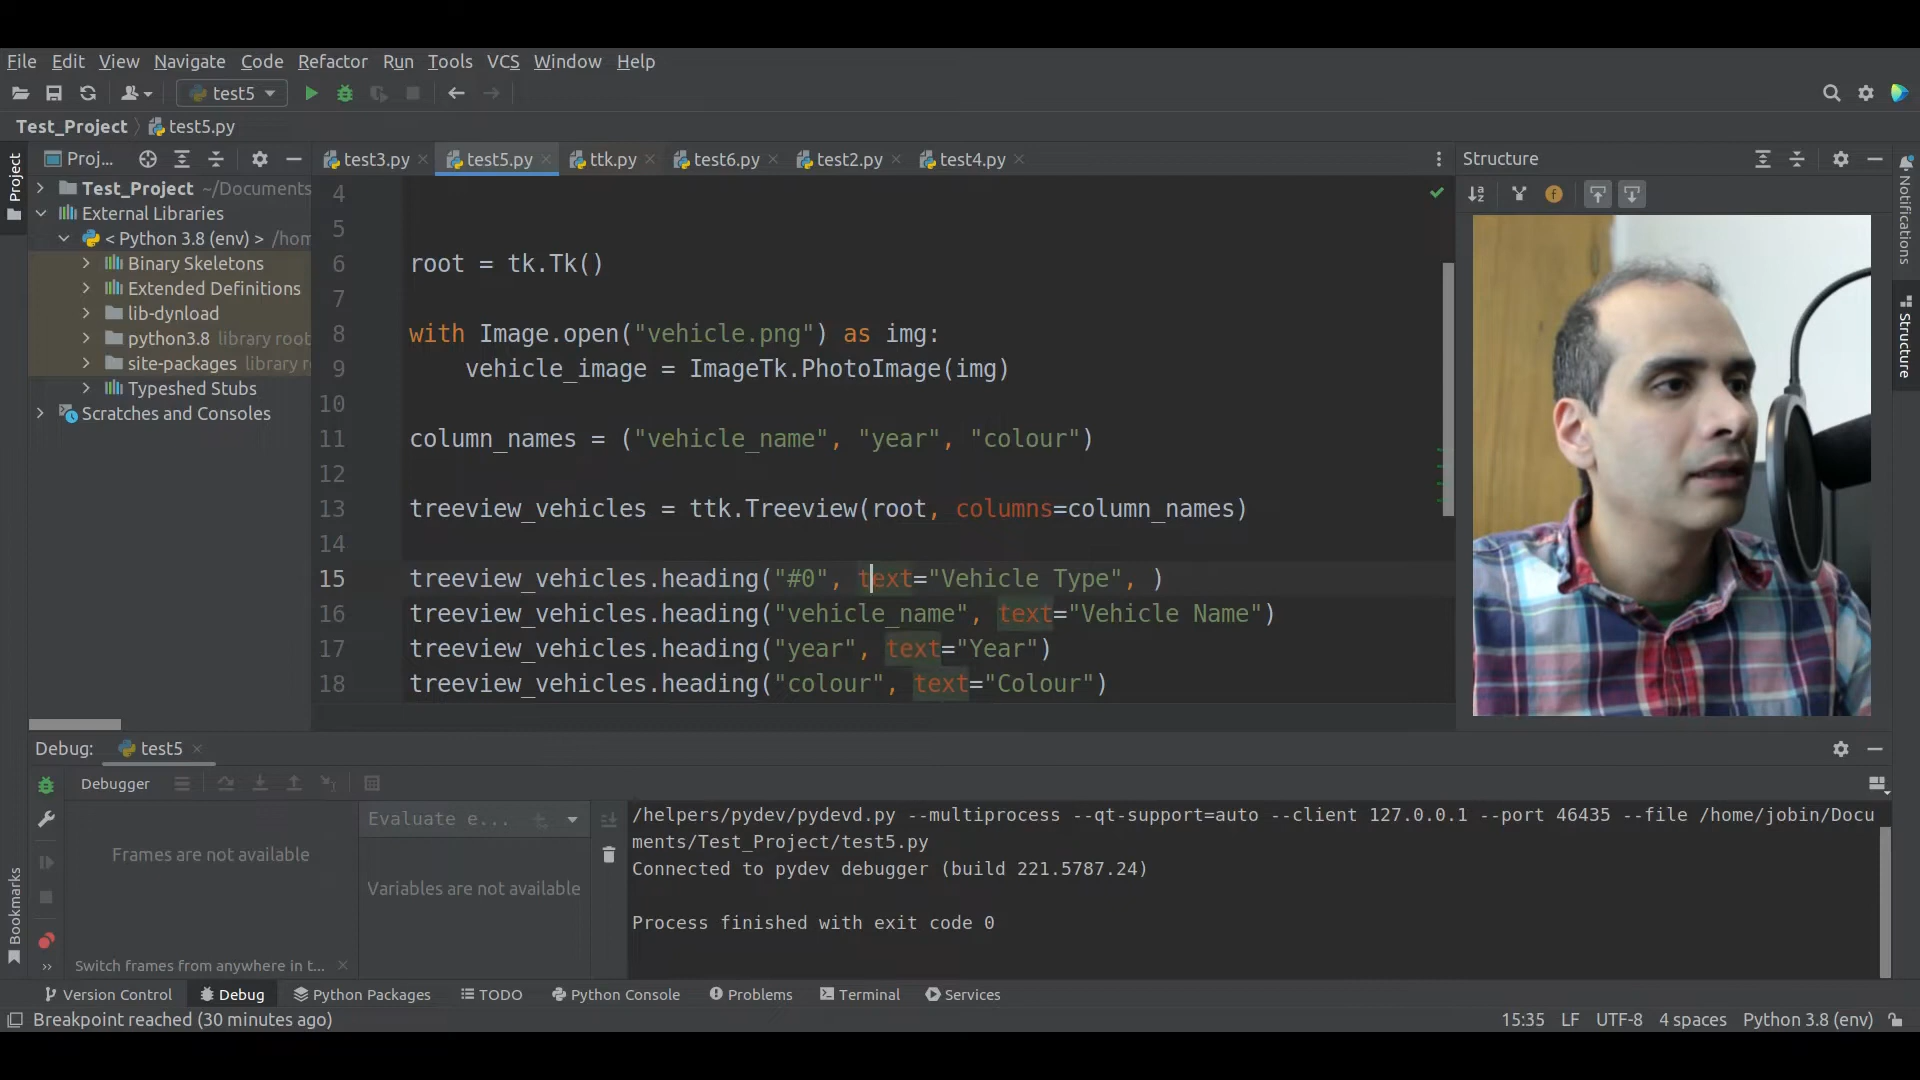 File Edit View Navigate Code Refactor Run Tools VCS Window Help
test5
Test_Project test5.py
Project
Proj...
test3.py test5.py ttk.py test6.py test2.py test4.py
Structure
Notifications
Structure
Test_Project ~/Documents
External Libraries
< Python 3.8 (env) > /hom
Binary Skeletons
Extended Definitions
lib-dynload
python3.8 library root
site-packages library r
Typeshed Stubs
Scratches and Consoles
4
5
6 root = tk.Tk()
7
8 with Image.open("vehicle.png") as img:
9 vehicle_image = ImageTk.PhotoImage(img)
10
11 column_names = ("vehicle_name", "year", "colour")
12
13 treeview_vehicles = ttk.Treeview(root, columns=column_names)
14
15 treeview_vehicles.heading("#0", text="Vehicle Type", )
16 treeview_vehicles.heading("vehicle_name", text="Vehicle Name")
17 treeview_vehicles.heading("year", text="Year")
18 treeview_vehicles.heading("colour", text="Colour")
Debug: test5
Debugger
Evaluate e...
Frames are not available
Variables are not available
Switch frames from anywhere in t...
/helpers/pydev/pydevd.py --multiprocess --qt-support=auto --client 127.0.0.1 --port 46435 --file /home/jobin/Docu
ments/Test_Project/test5.py
Connected to pydev debugger (build 221.5787.24)
Process finished with exit code 0
Bookmarks
Version Control Debug Python Packages TODO Python Console Problems Terminal Services
Breakpoint reached (30 minutes ago) 15:35 LF UTF-8 4 spaces Python 3.8 (env)